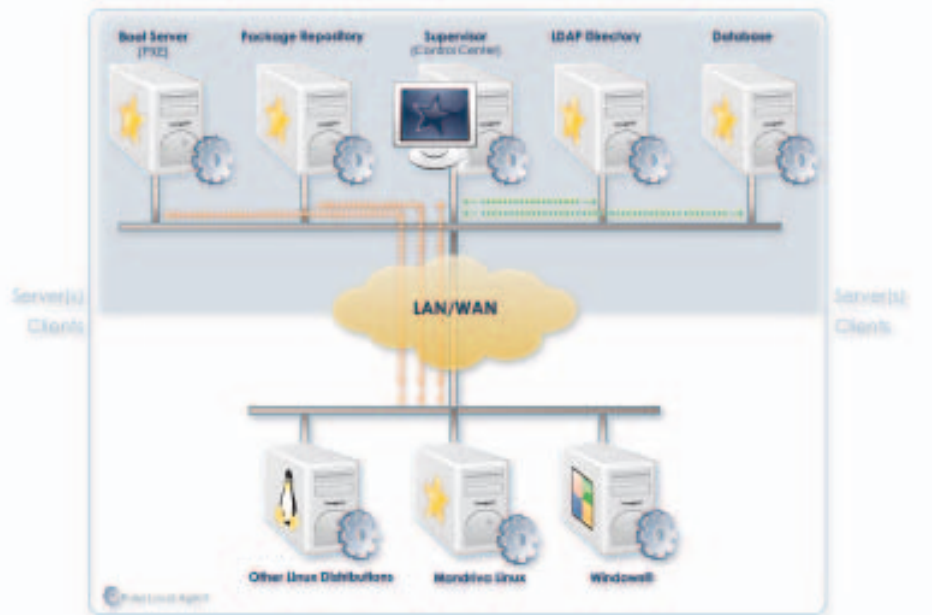 Boot Server
(PXE)
Package Repository
Supervisor
(Control Center)
LDAP Directory
Database
Server(s)
Clients
LAN/WAN
Server(s)
Clients
Other Linux Distributions
Mandriva Linux
Windows®
Agent